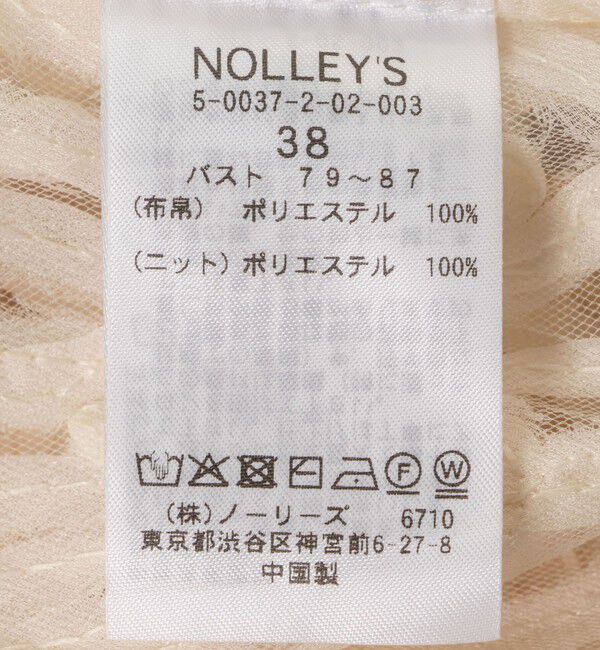 NOLLEY'S
5-0037-2-02-003
38
バスト 79～87
(布帛) ポリエステル 100%
(ニット) ポリエステル 100%
F W
(株)ノーリーズ 6710
東京都渋谷区神宮前6-27-8
中国製